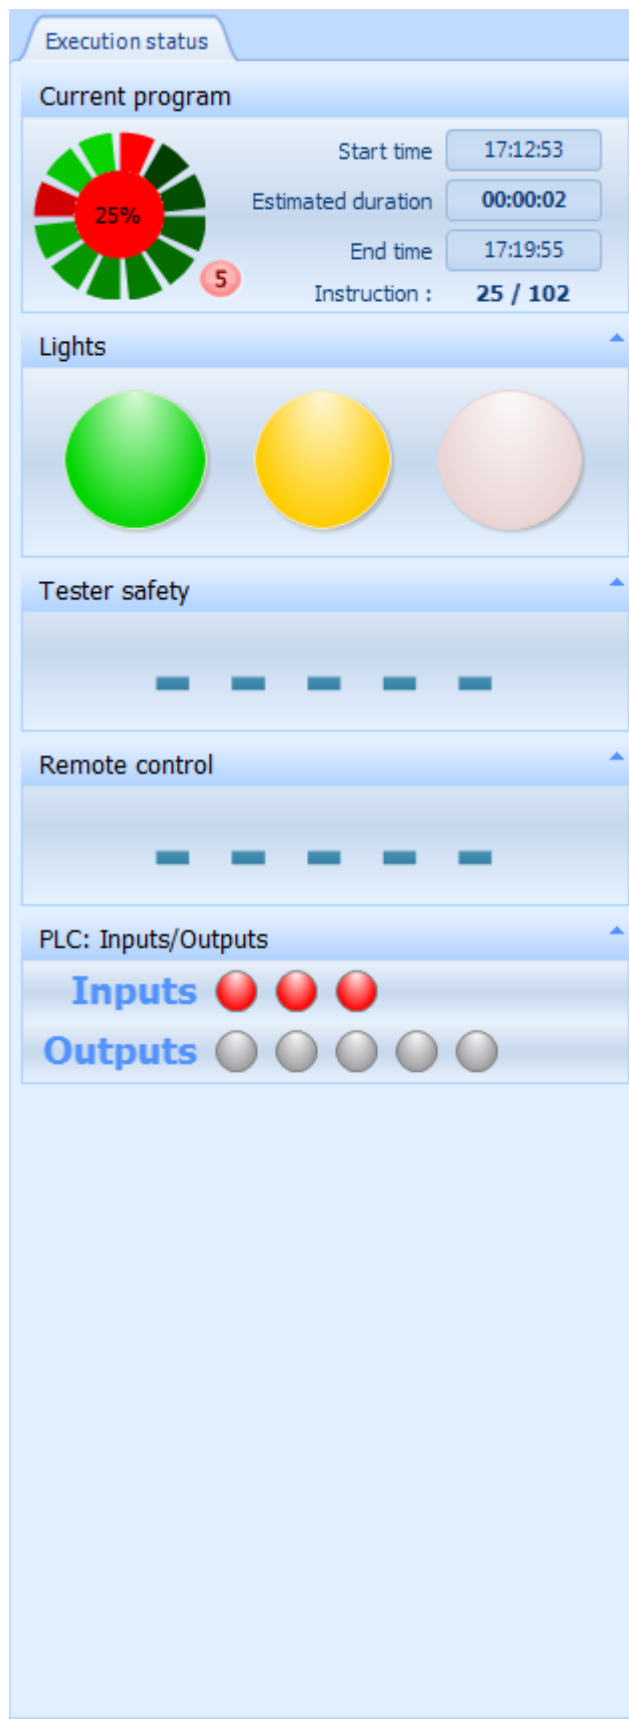 Execution status
Current program
25%
5
Start time 17:12:53
Estimated duration 00:00:02
End time 17:19:55
Instruction : 25 / 102
Lights
Tester safety
- - - - -
Remote control
- - - - -
PLC: Inputs/Outputs
Inputs
Outputs